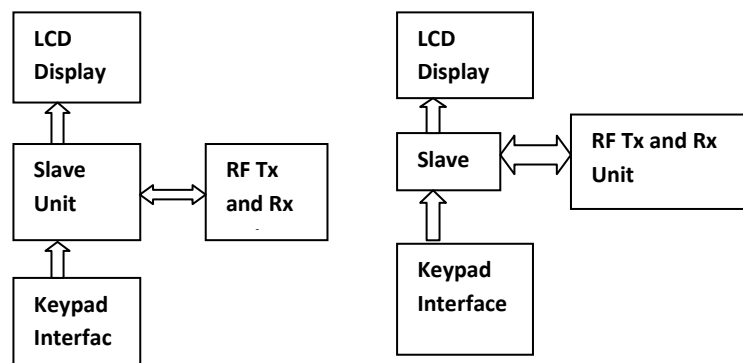 LCD
Display
Slave
Unit
RF Tx
and Rx
Keypad
Interfac
LCD
Display
Slave
RF Tx and Rx
Unit
Keypad
Interface